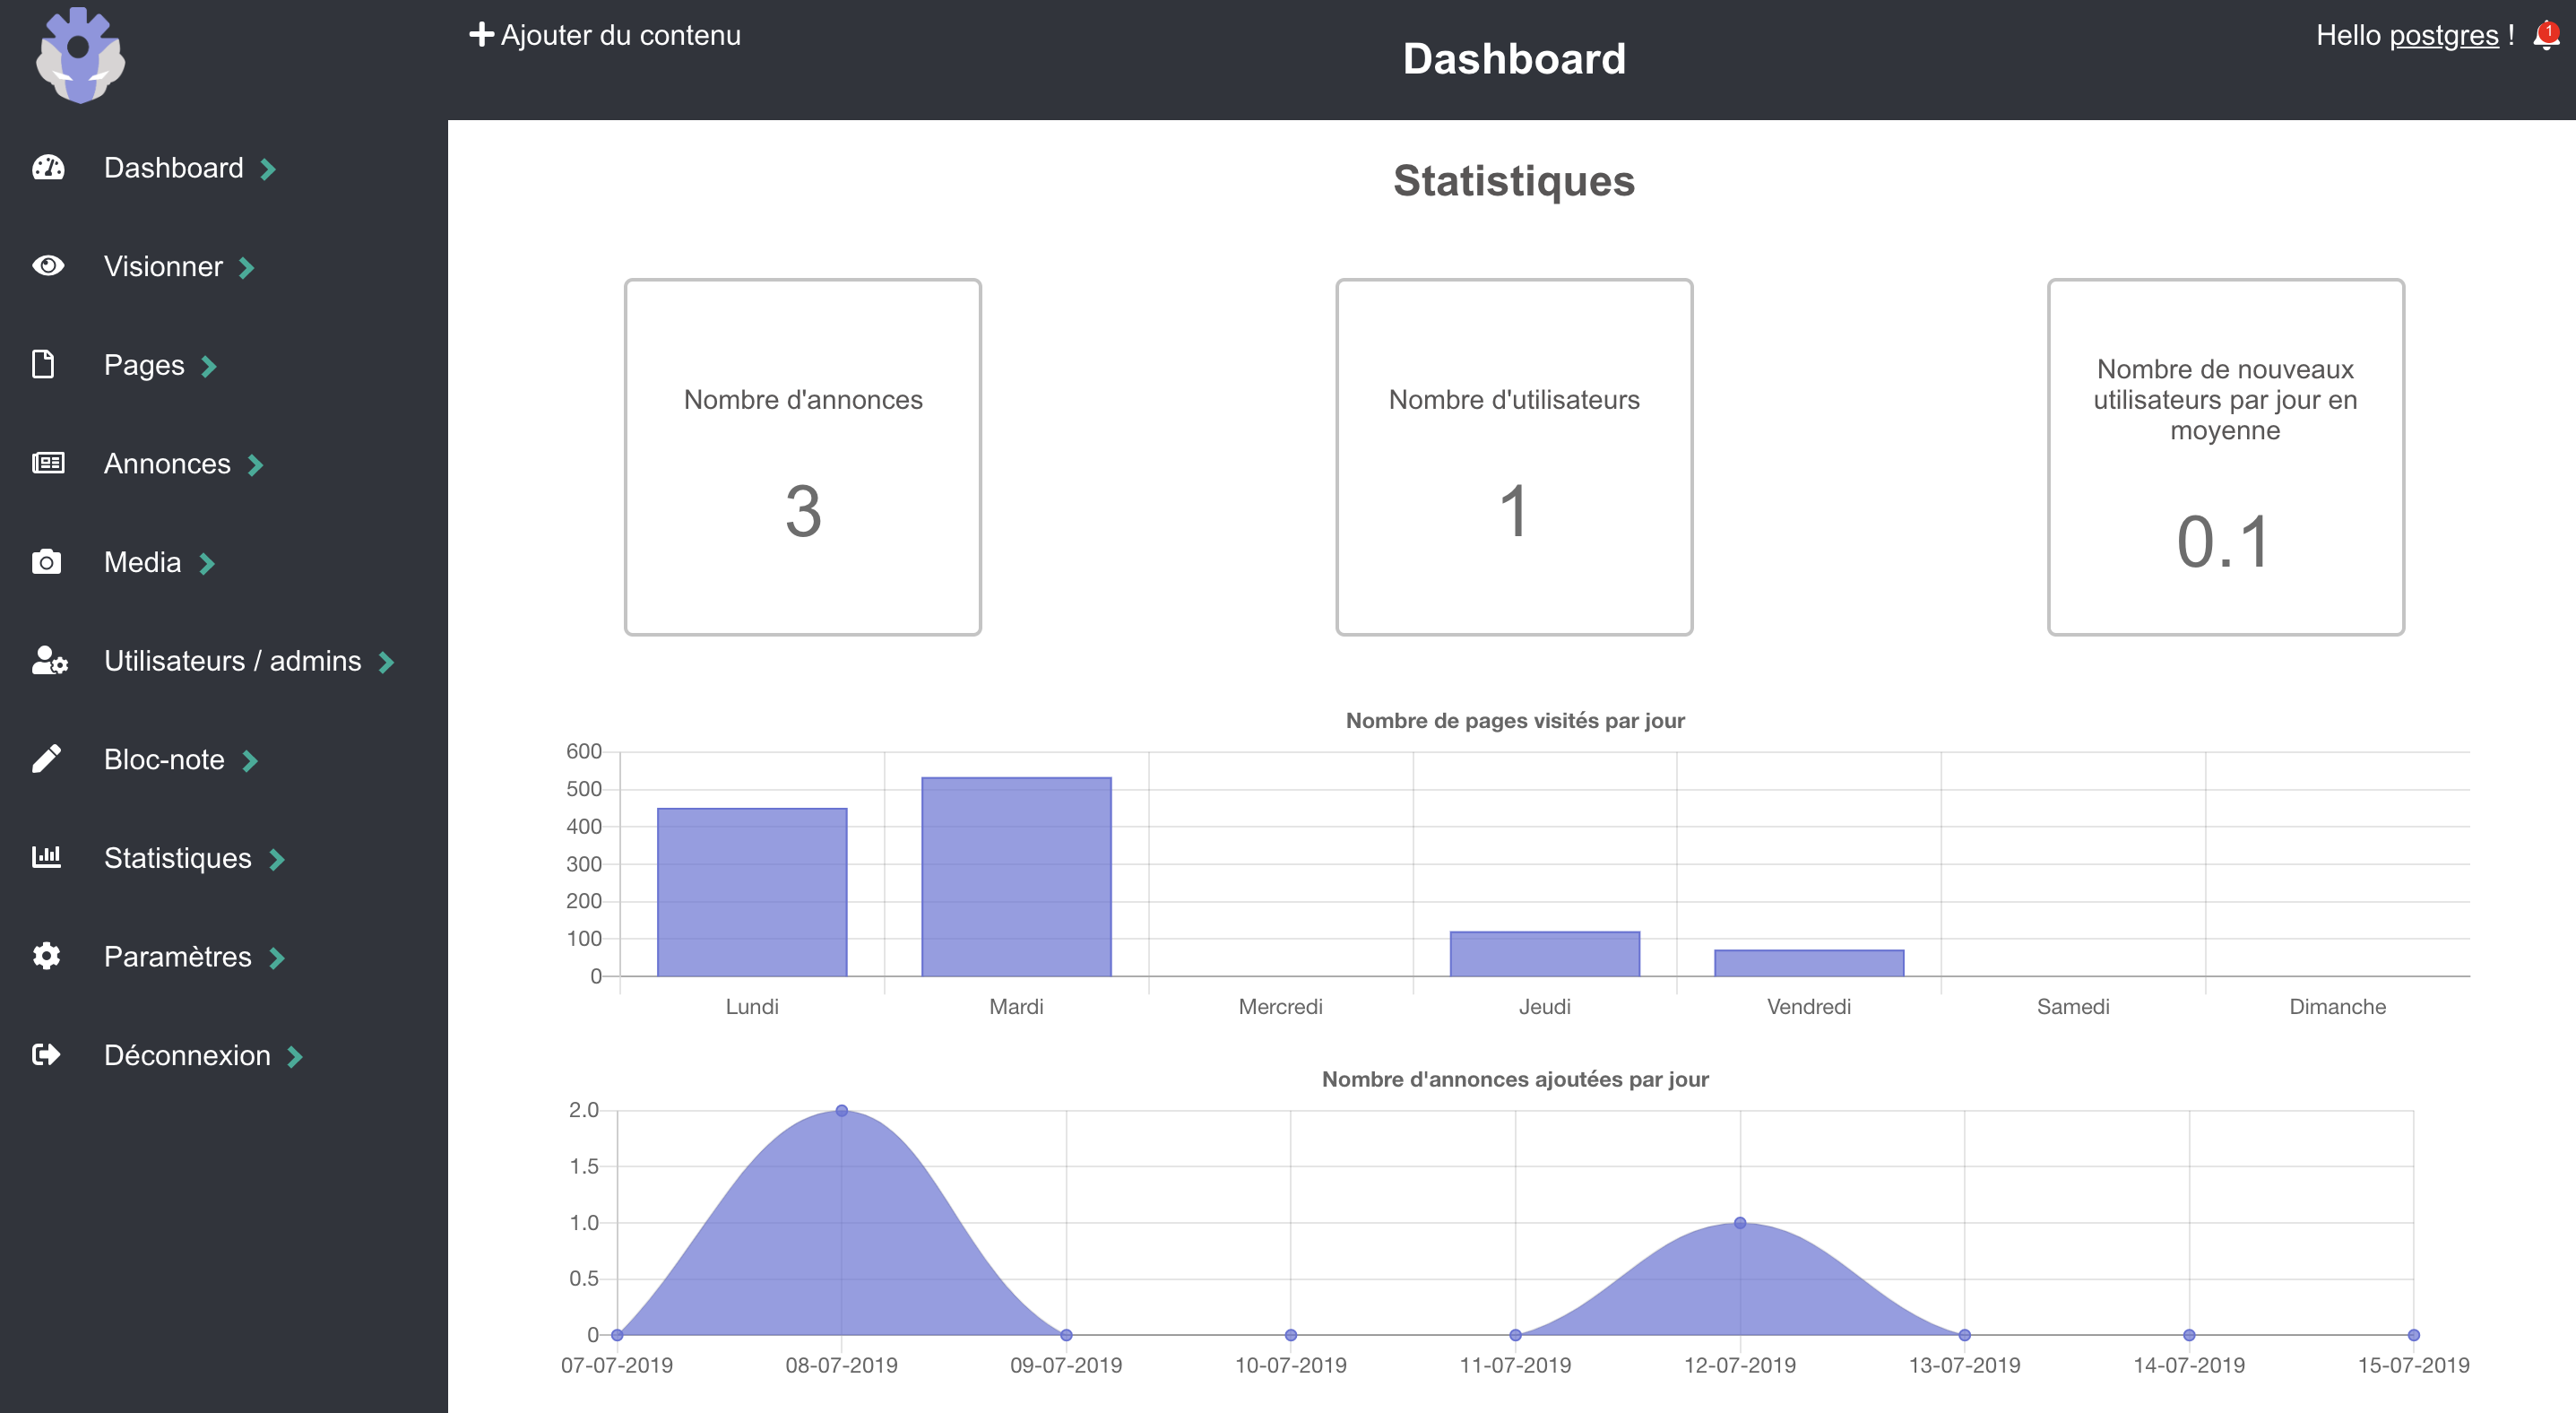 Ajouter du contenu
Dashboard
Hello postgres !
1
Dashboard
Visionner
Pages
Annonces
Media
Utilisateurs / admins
Bloc-note
Statistiques
Paramètres
Déconnexion
Statistiques
Nombre d'annonces
3
Nombre d'utilisateurs
1
Nombre de nouveaux
utilisateurs par jour en
moyenne
0.1
Nombre de pages visités par jour
600
500
400
300
200
100
0
Lundi Mardi Mercredi Jeudi Vendredi Samedi Dimanche
Nombre d'annonces ajoutées par jour
2.0
1.5
1.0
0.5
0
07-07-2019 08-07-2019 09-07-2019 10-07-2019 11-07-2019 12-07-2019 13-07-2019 14-07-2019 15-07-2019